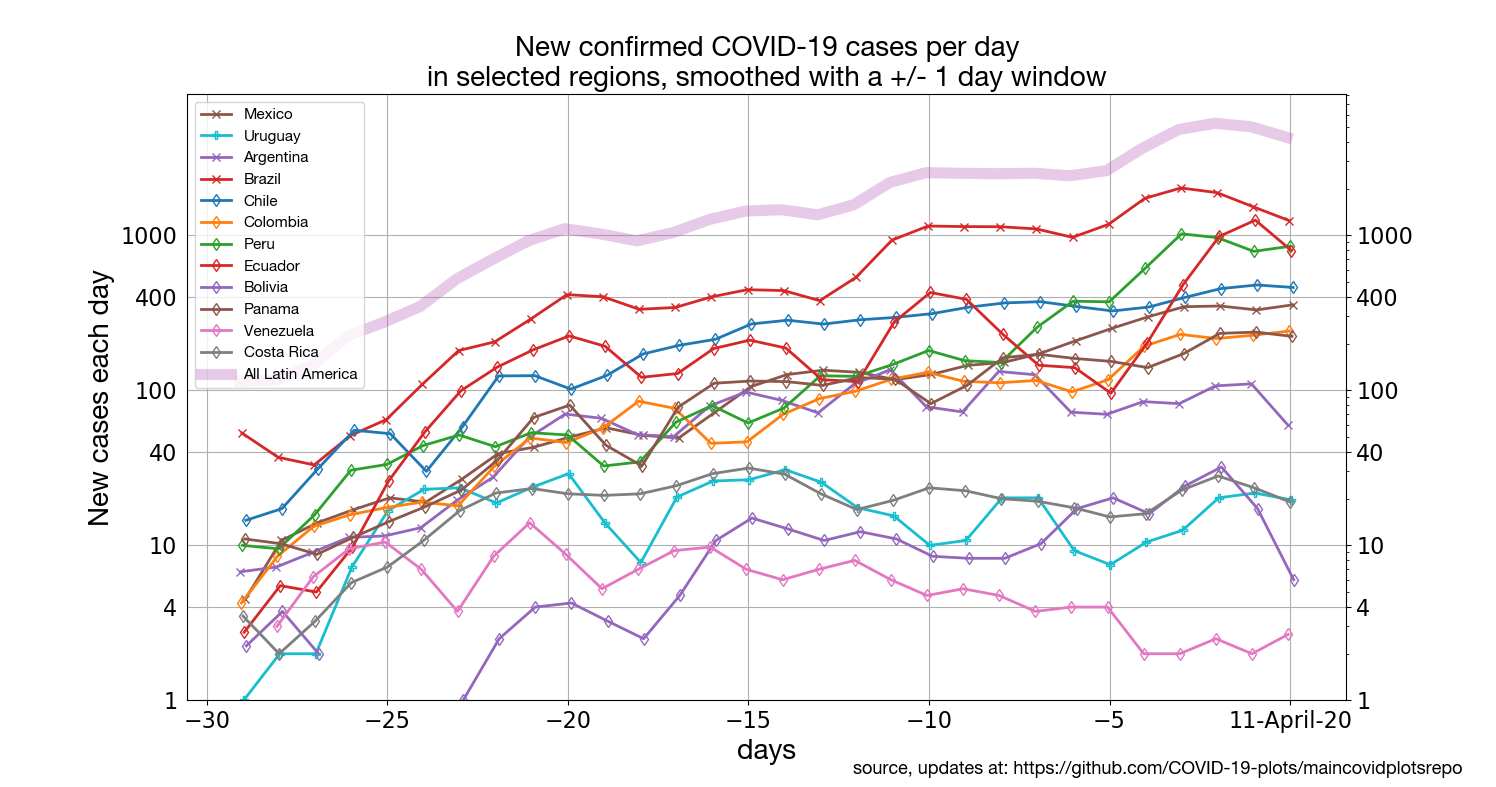 New confirmed COVID-19 cases per day
in selected regions, smoothed with a +/- 1 day window
Mexico
Uruguay
Argentina
Brazil
Chile
Colombia
Peru
Ecuador
Bolivia
Panama
Venezuela
Costa Rica
All Latin America
New cases each day
1000
400
100
40
10
4
1
1000
400
100
40
10
4
1
−30 −25 −20 −15 −10 −5 11-April-20
days
source, updates at: https://github.com/COVID-19-plots/maincovidplotsrepo